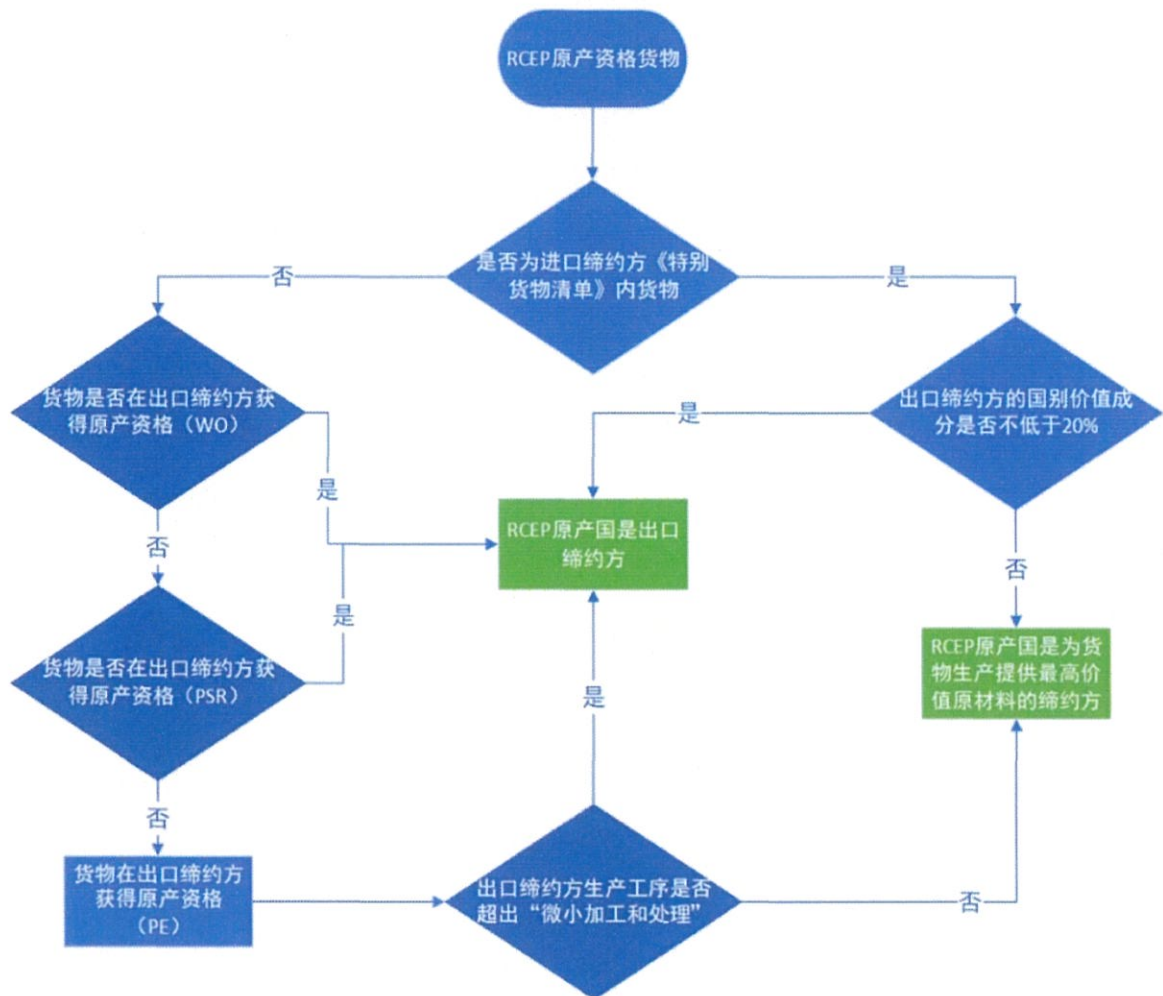 RCEP原产资格货物
是否为进口缔约方《特别
货物清单》内货物
否
是
货物是否在出口缔约方获
得原产资格（WO）
出口缔约方的国别价值成
分是否不低于20%
是
是
RCEP原产国是出口
缔约方
否
否
是
货物是否在出口缔约方获
得原产资格（PSR）
RCEP原产国是为货
物生产提供最高价
值原材料的缔约方
是
否
货物在出口缔约方
获得原产资格
（PE）
出口缔约方生产工序是否
超出“微小加工和处理”
否